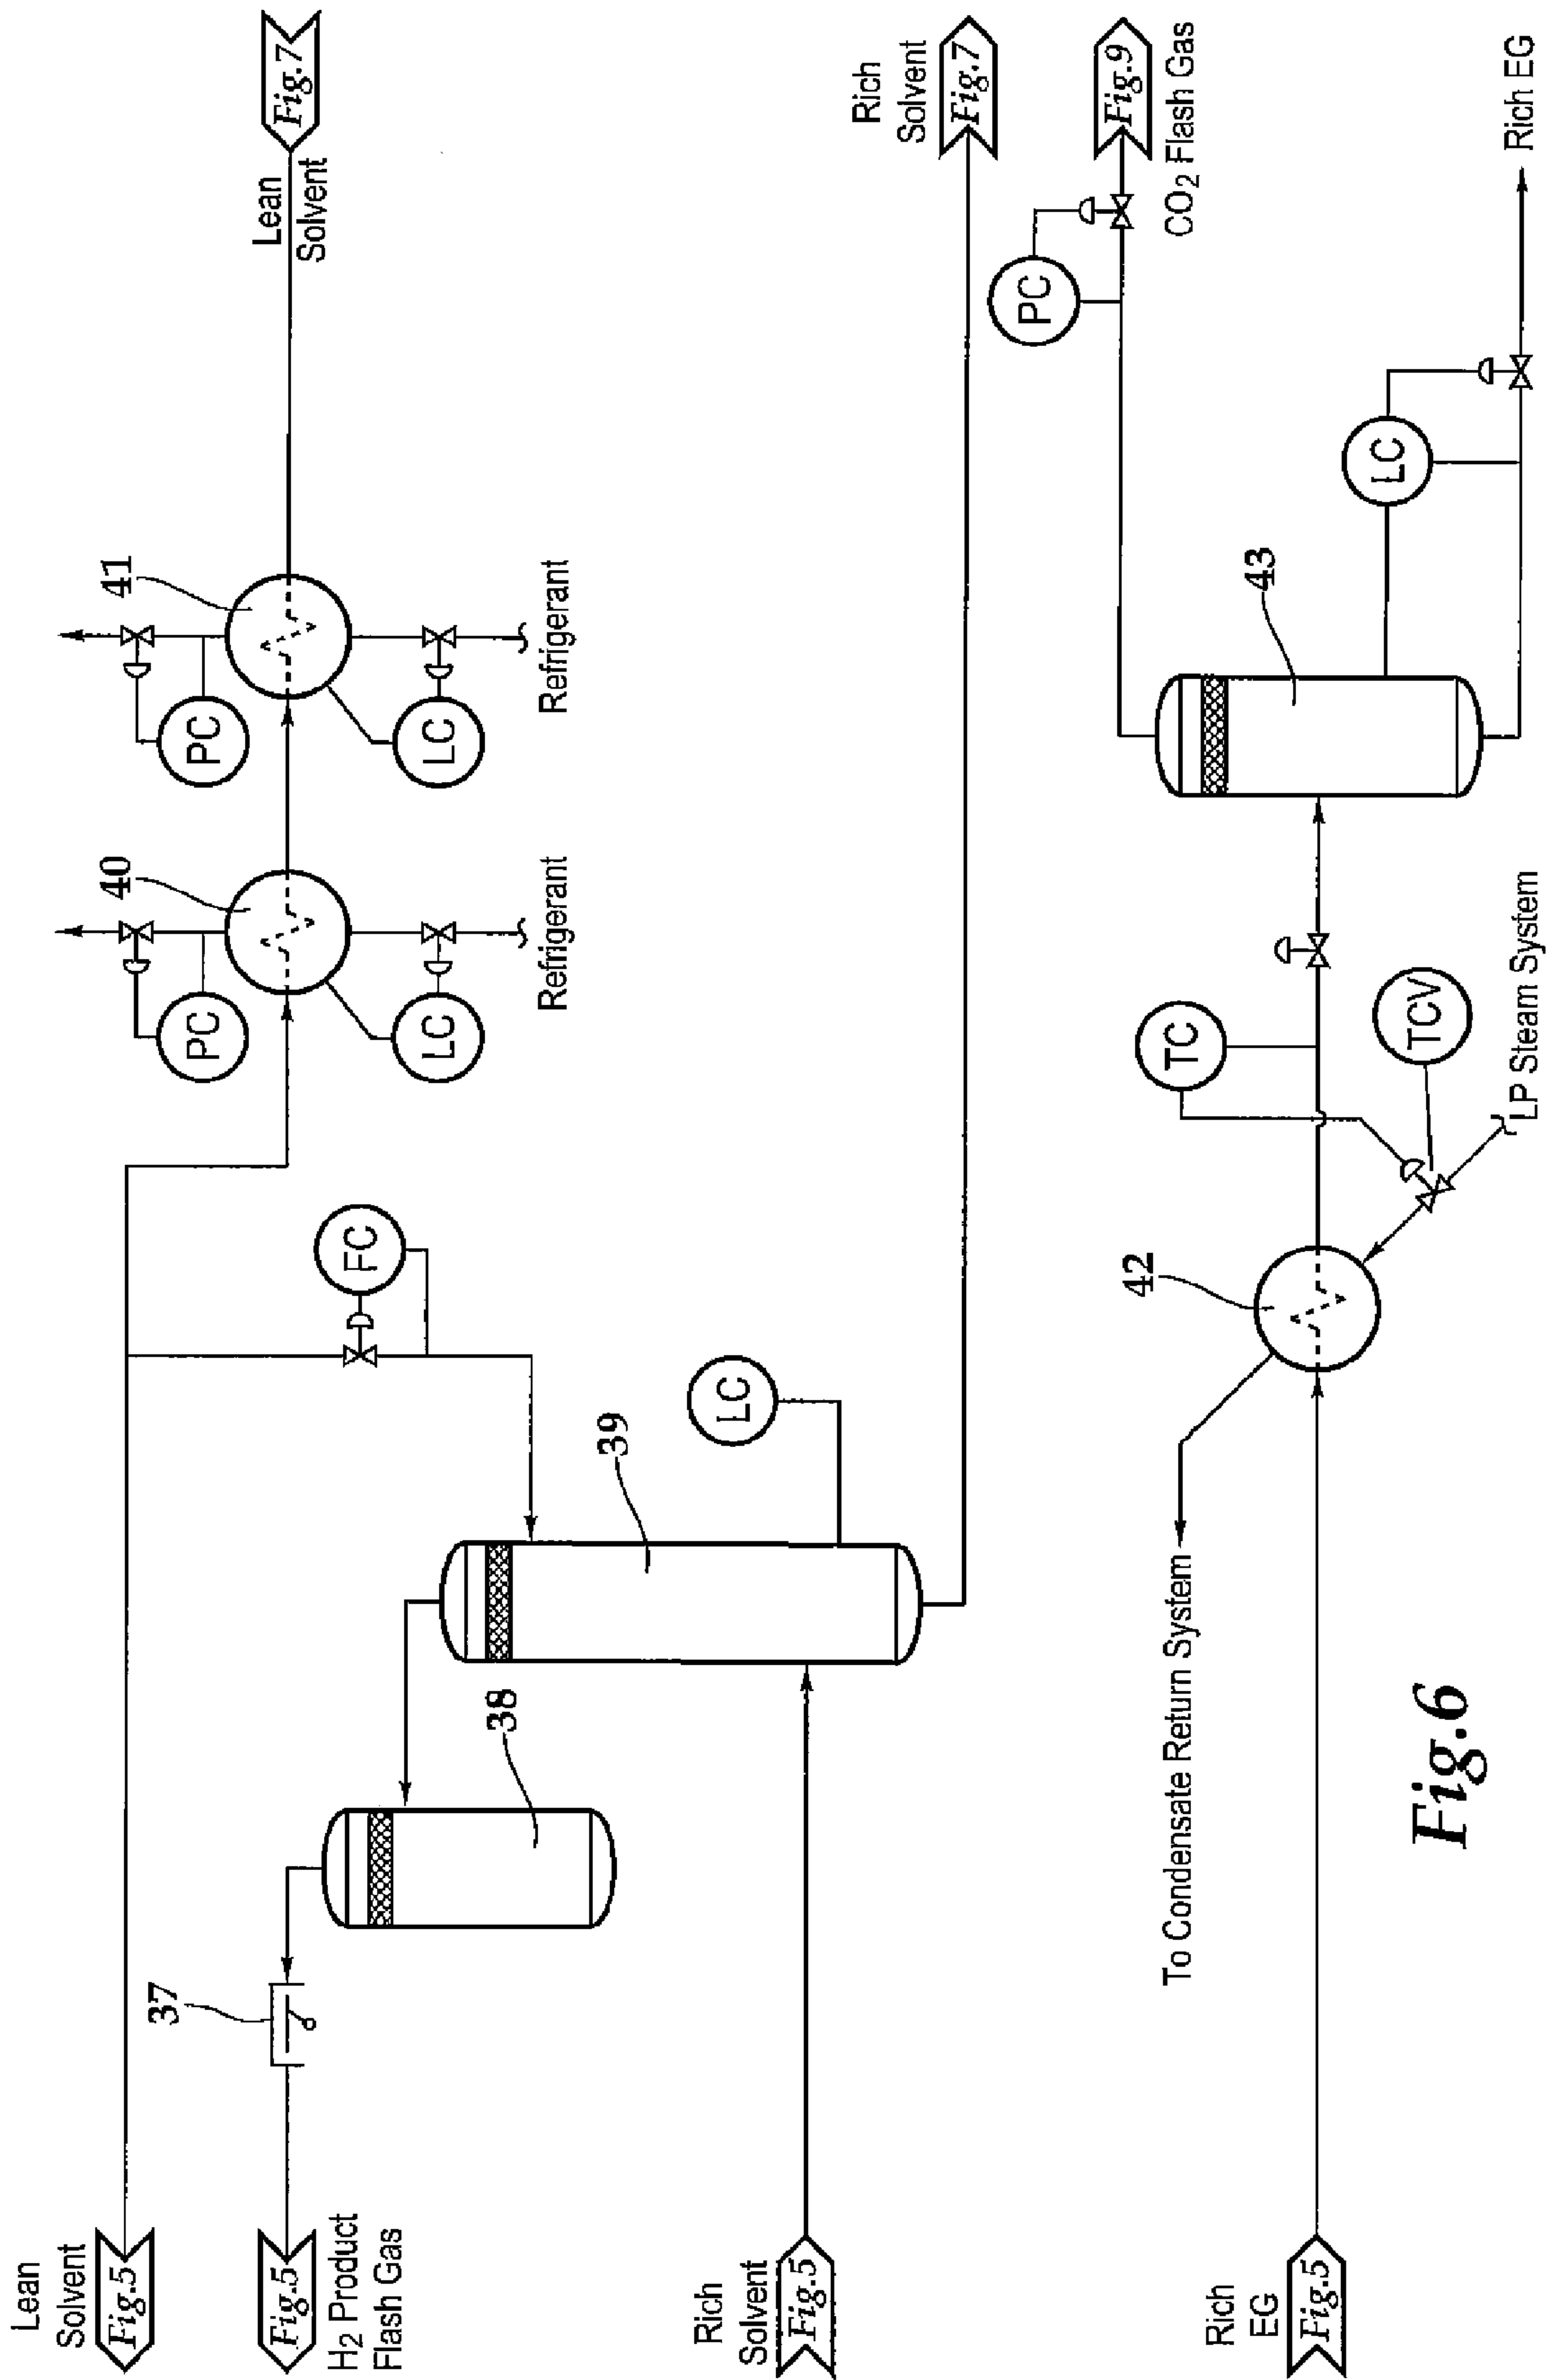 Lean
Solvent
Fig.5
Fig.5
H2 Product
Flash Gas
37
38
39
FC
LC
40
PC
LC
Refrigerant
41
PC
LC
Refrigerant
Lean
Solvent
Fig.7
Rich
Solvent
Fig.5
Rich
Solvent
Fig.7
Rich
EG
Fig.5
To Condensate Return System
42
TC
TCV
LP Steam System
43
LC
PC
Fig.9
CO2 Flash Gas
Rich EG
Fig.6